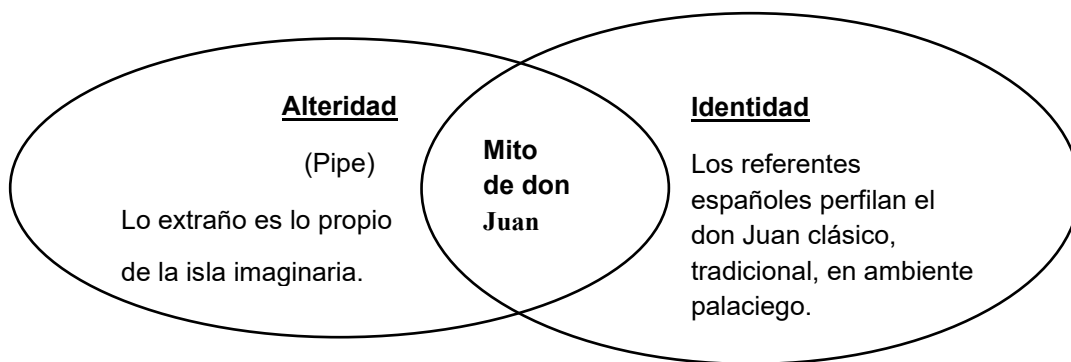 Alteridad
(Pipe)
Lo extraño es lo propio
de la isla imaginaria.
Mito
de don
Juan
Identidad
Los referentes
españoles perfilan el
don Juan clásico,
tradicional, en ambiente
palaciego.